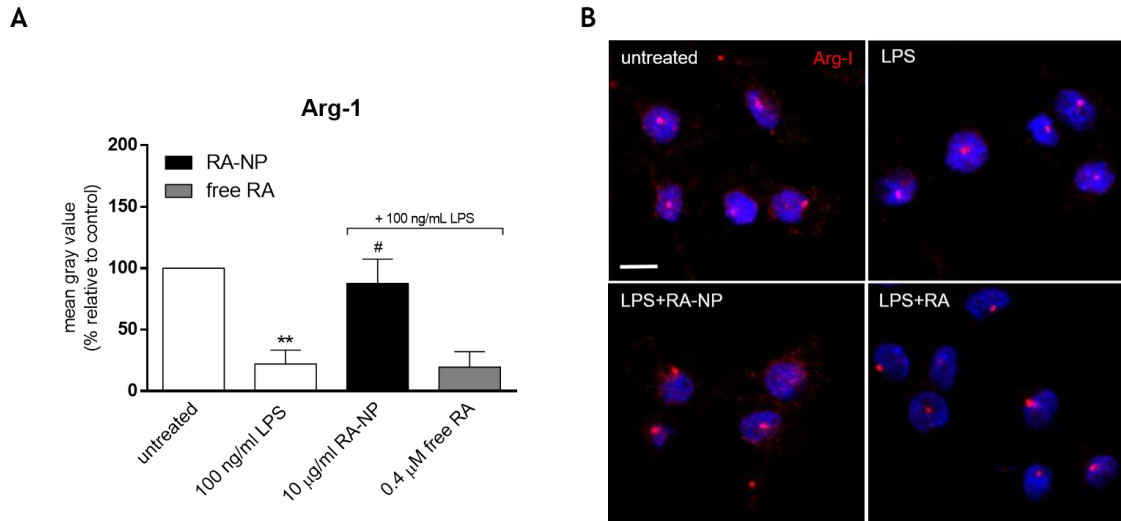 A
B
Arg-1
mean gray value
(% relative to control)
200
150
100
50
0
RA-NP
free RA
+ 100 ng/mL LPS
#
**
untreated
100 ng/ml LPS
10 μg/ml RA-NP
0.4 μM free RA
untreated
Arg-I
LPS
LPS+RA-NP
LPS+RA